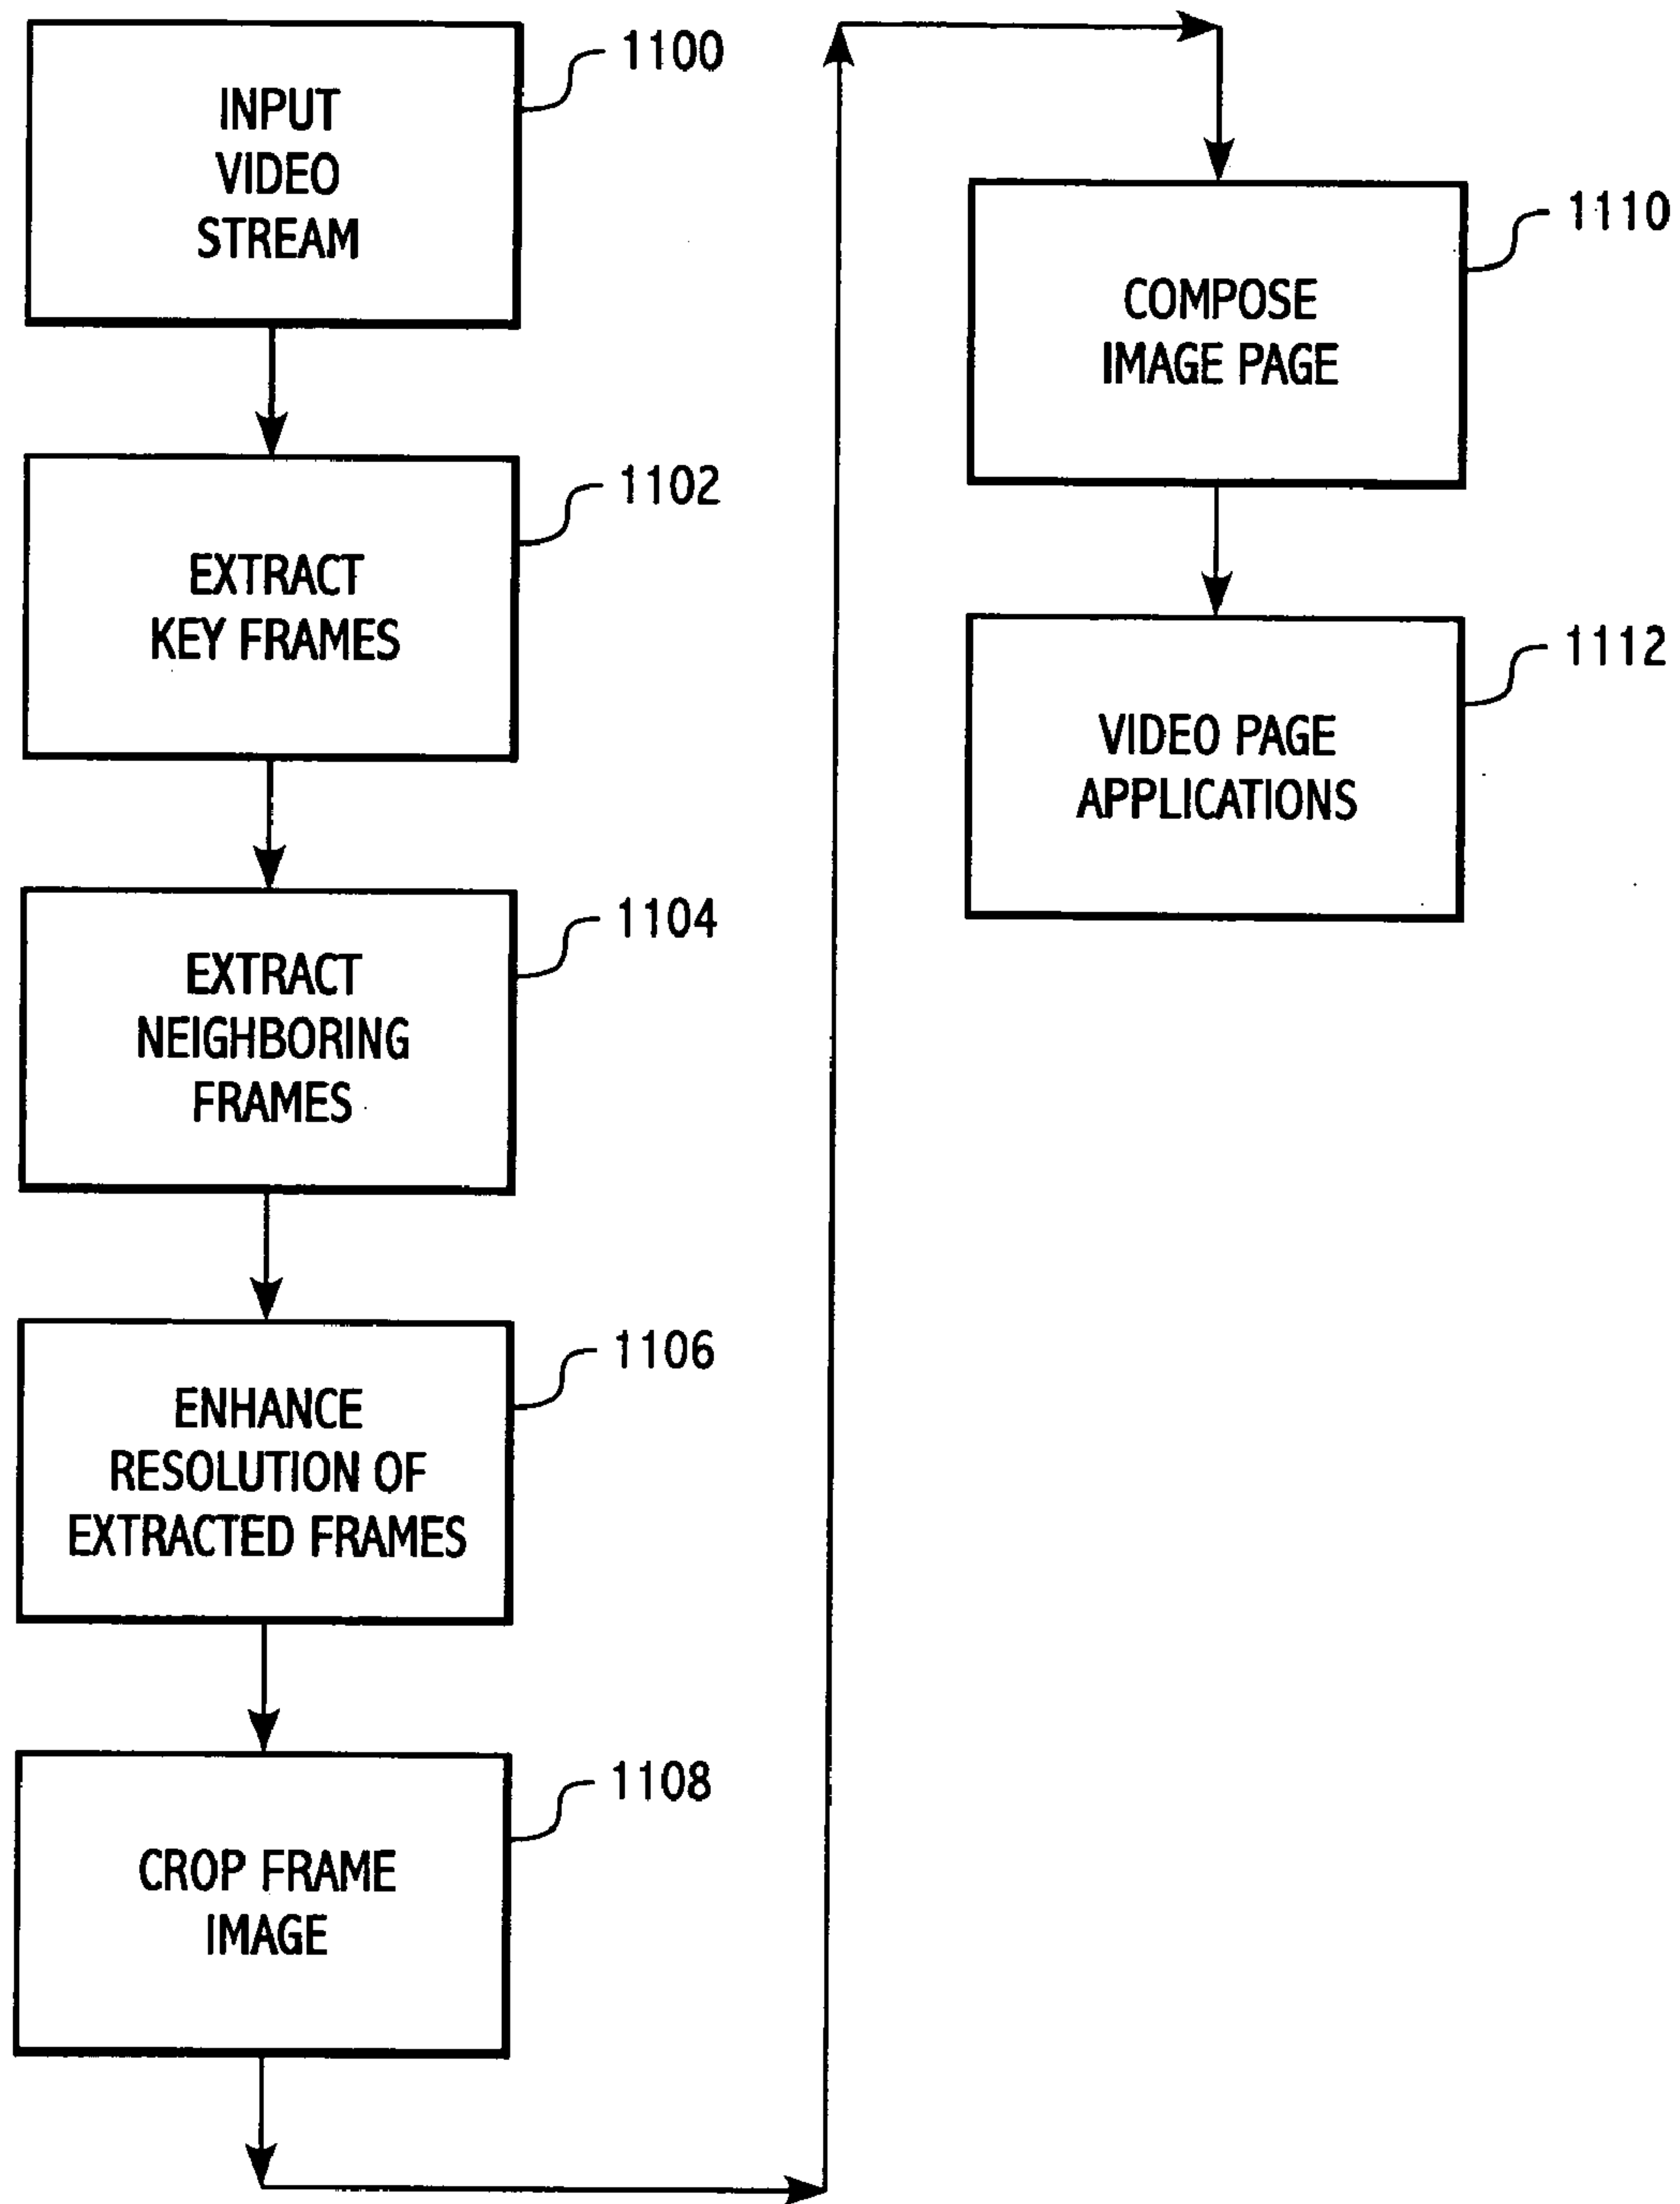 1100
INPUT
VIDEO
STREAM
1102
EXTRACT
KEY FRAMES
1104
EXTRACT
NEIGHBORING
FRAMES
1106
ENHANCE
RESOLUTION OF
EXTRACTED FRAMES
1108
CROP FRAME
IMAGE
1110
COMPOSE
IMAGE PAGE
1112
VIDEO PAGE
APPLICATIONS